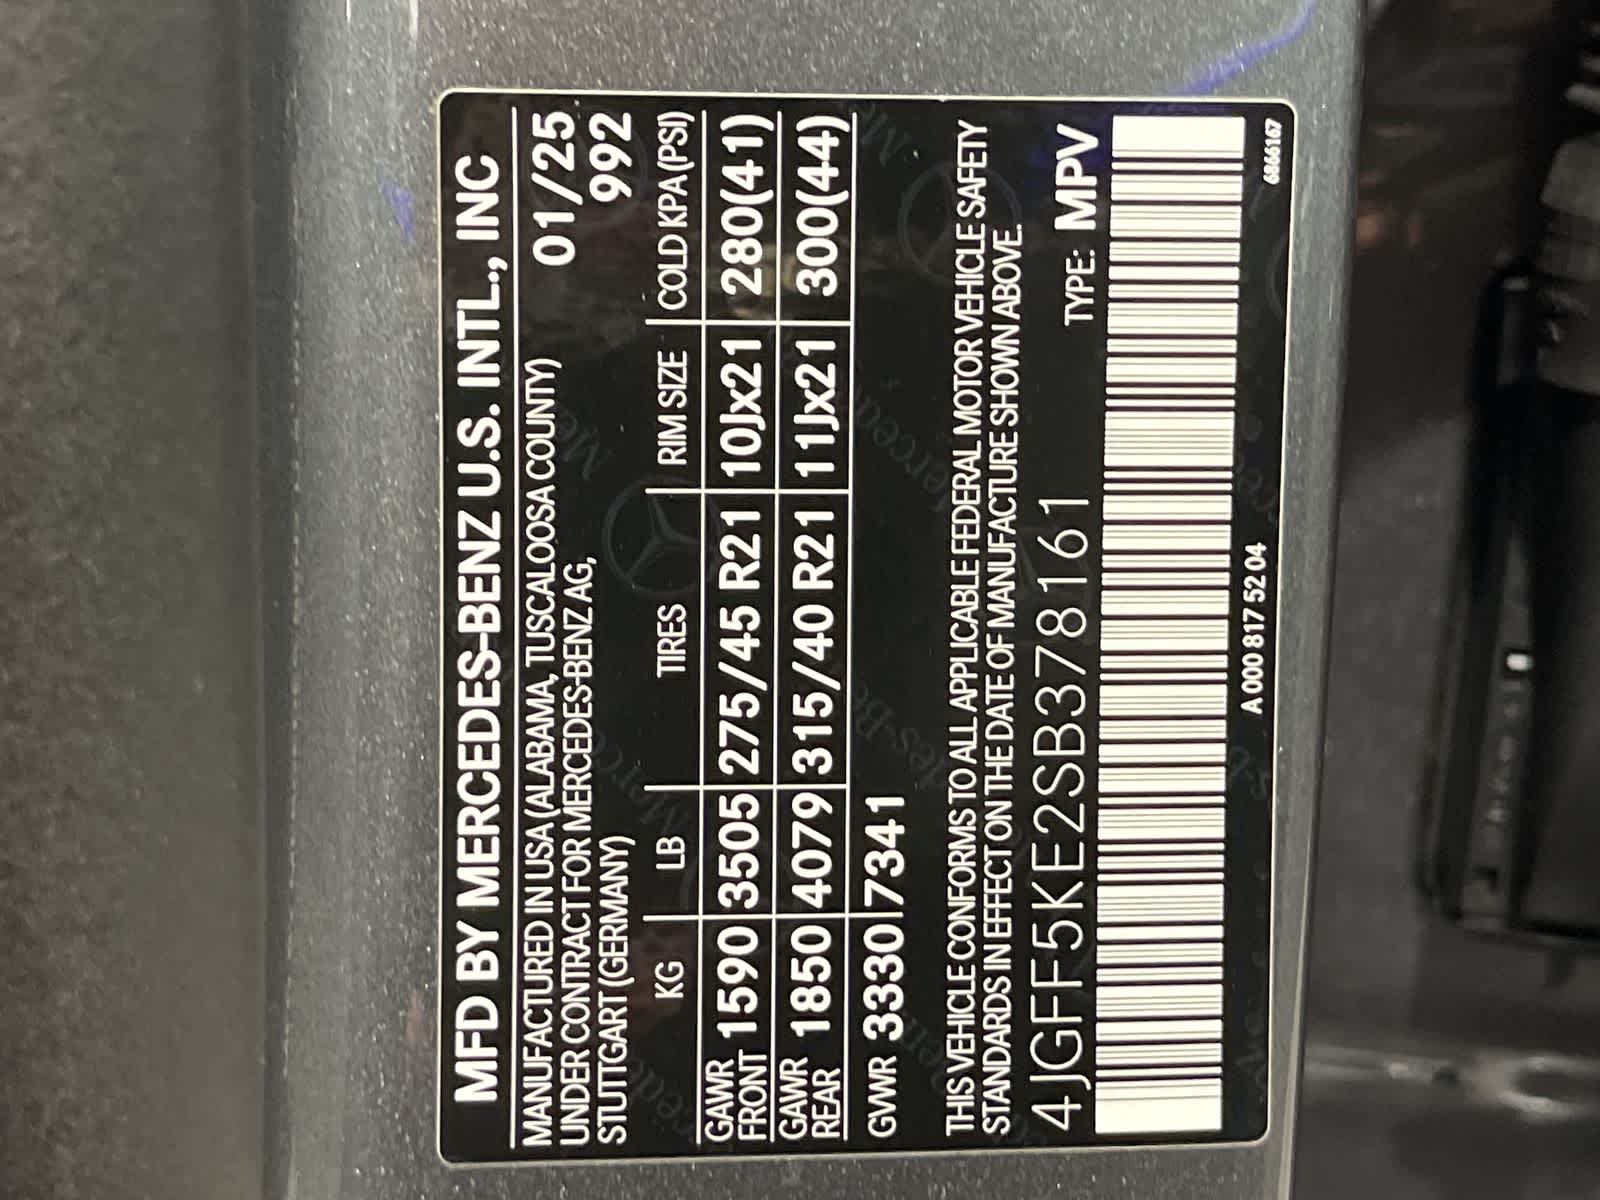 MFD BY MERCEDES-BENZ U.S. INTL., INC
MANUFACTURED IN USA (ALABAMA, TUSCALOOSA COUNTY) 01/25
UNDER CONTRACT FOR MERCEDES-BENZ AG, 992
STUTTGART (GERMANY)
KG LB TIRES RIM SIZE COLD KPA (PSI)
GAWR FRONT 1590 3505 275/45 R21 10Jx21 280(41)
GAWR REAR 1850 4079 315/40 R21 11Jx21 300(44)
GVWR 3330 7341
THIS VEHICLE CONFORMS TO ALL APPLICABLE FEDERAL MOTOR VEHICLE SAFETY
STANDARDS IN EFFECT ON THE DATE OF MANUFACTURE SHOWN ABOVE.
4JGFF5KE2SB378161 TYPE: MPV
A 000 817 52 04 6866167